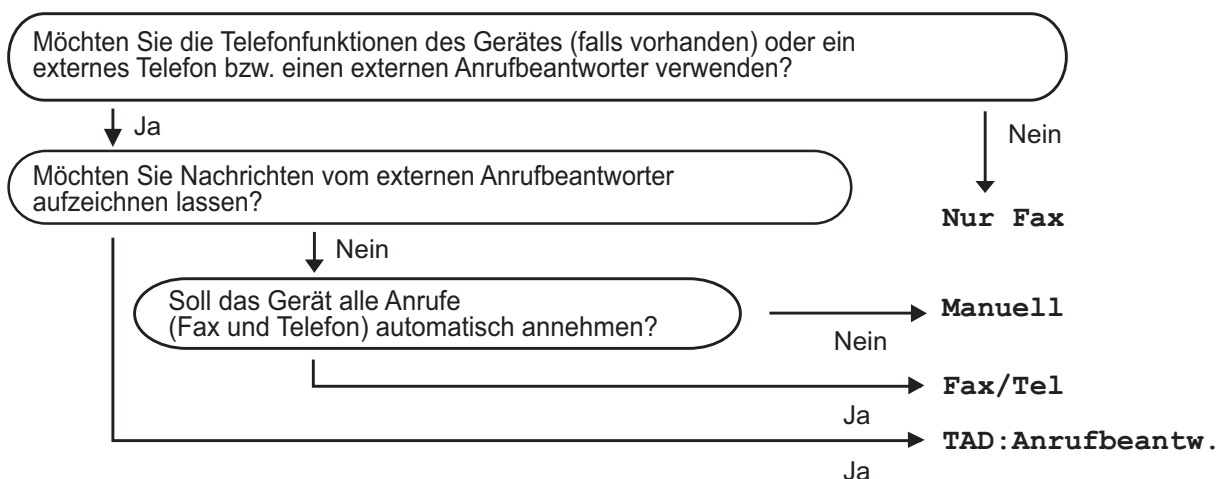 Möchten Sie die Telefonfunktionen des Gerätes (falls vorhanden) oder ein
externes Telefon bzw. einen externen Anrufbeantworter verwenden?
Ja
Nein
Möchten Sie Nachrichten vom externen Anrufbeantworter
aufzeichnen lassen?
Nur Fax
Nein
Soll das Gerät alle Anrufe
(Fax und Telefon) automatisch annehmen?
Manuell
Nein
Fax/Tel
Ja
TAD:Anrufbeantw.
Ja